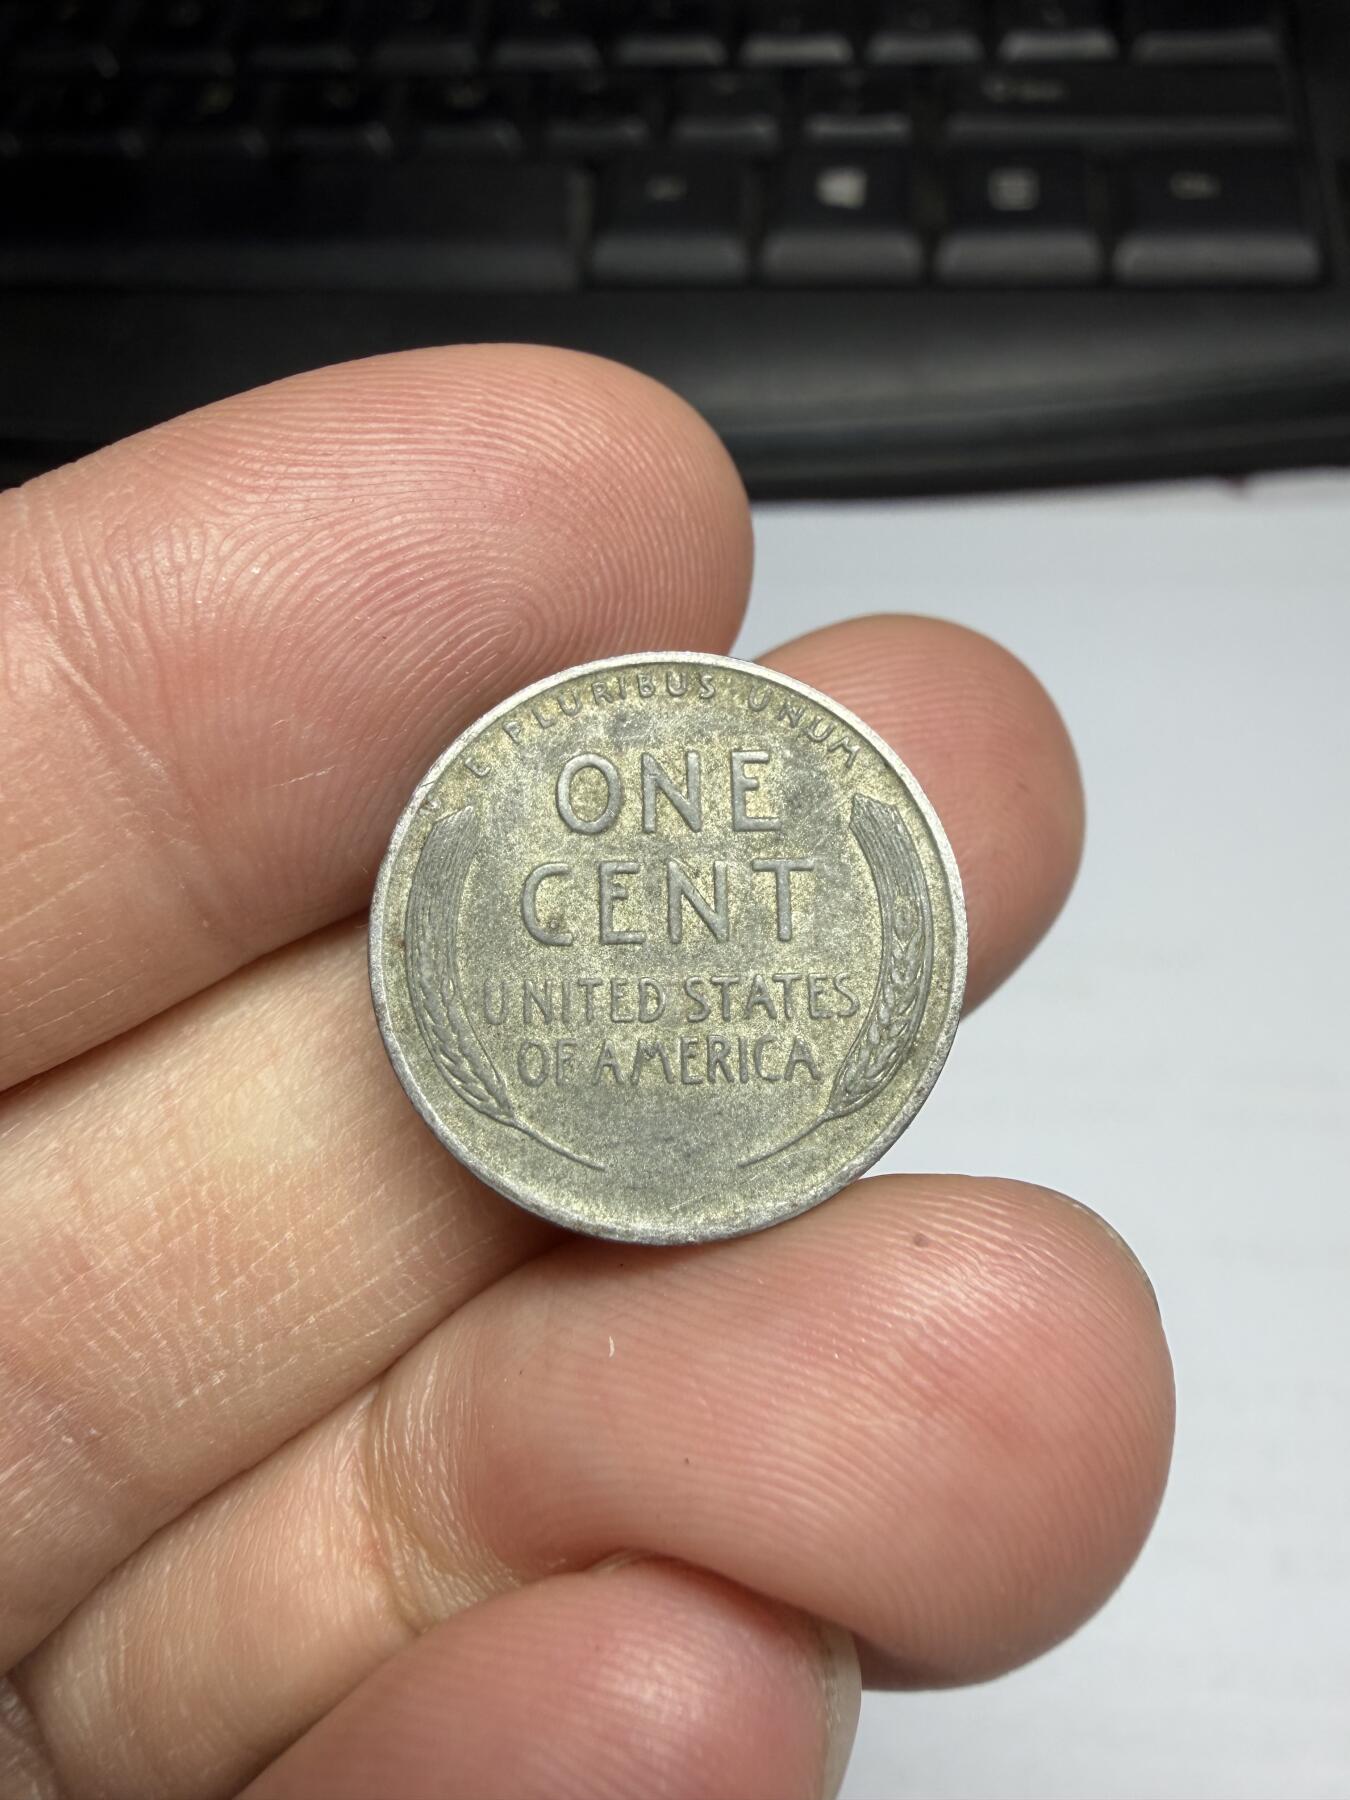 E PLURIBUS UNUM
ONE
CENT
UNITED STATES
OF AMERICA